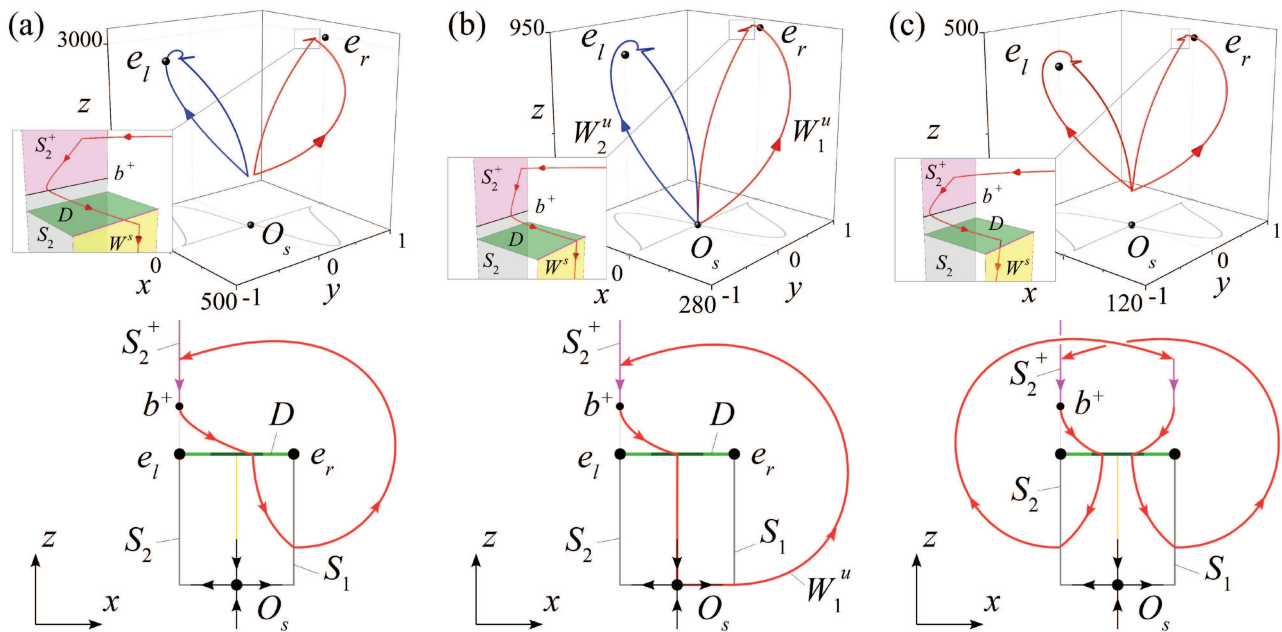 (a)
3000
z
e_l
e_r
S_2^+
b^+
D
S_2
W^s
O_s
0
x
500
-1
0
y
1
S_2^+
b^+
D
e_l
e_r
S_2
S_1
z
x
O_s
(b)
950
z
e_l
e_r
W_2^u
W_1^u
S_2^+
b^+
D
S_2
W^s
O_s
0
x
280
-1
0
y
1
S_2^+
b^+
D
e_l
e_r
S_2
S_1
z
x
O_s
W_1^u
(c)
500
z
e_l
e_r
S_2^+
b^+
D
S_2
W^s
O_s
x
120
-1
0
y
1
S_2^+
b^+
S_2
S_1
z
x
O_s